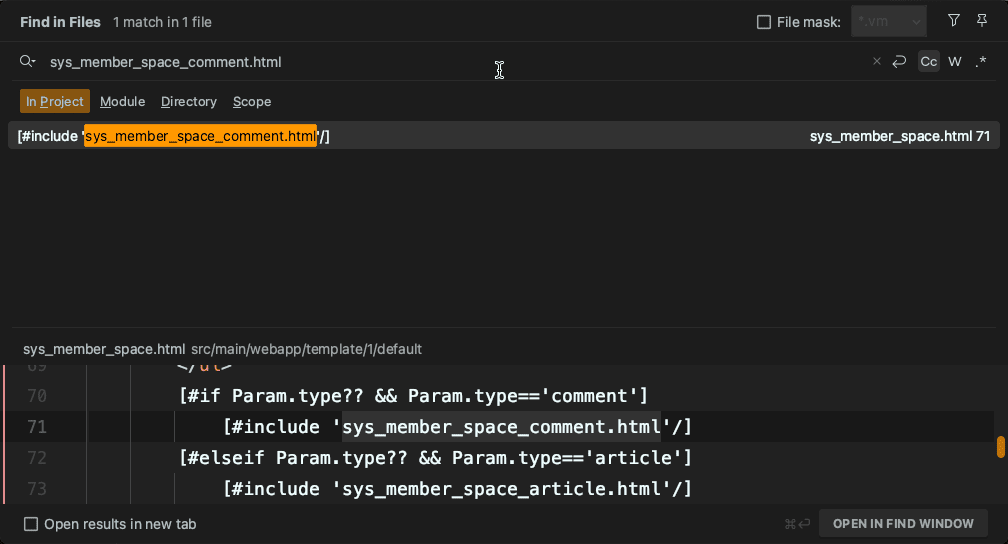 Find in Files 1 match in 1 file File mask: *.vm
sys_member_space_comment.html Cc W .*
In Project Module Directory Scope
[#include 'sys_member_space_comment.html'/] sys_member_space.html 71
sys_member_space.html src/main/webapp/template/1/default
69 </ul>
70 [#if Param.type?? && Param.type=='comment']
71 [#include 'sys_member_space_comment.html'/]
72 [#elseif Param.type?? && Param.type=='article']
73 [#include 'sys_member_space_article.html'/]
Open results in new tab ⌘↩ OPEN IN FIND WINDOW